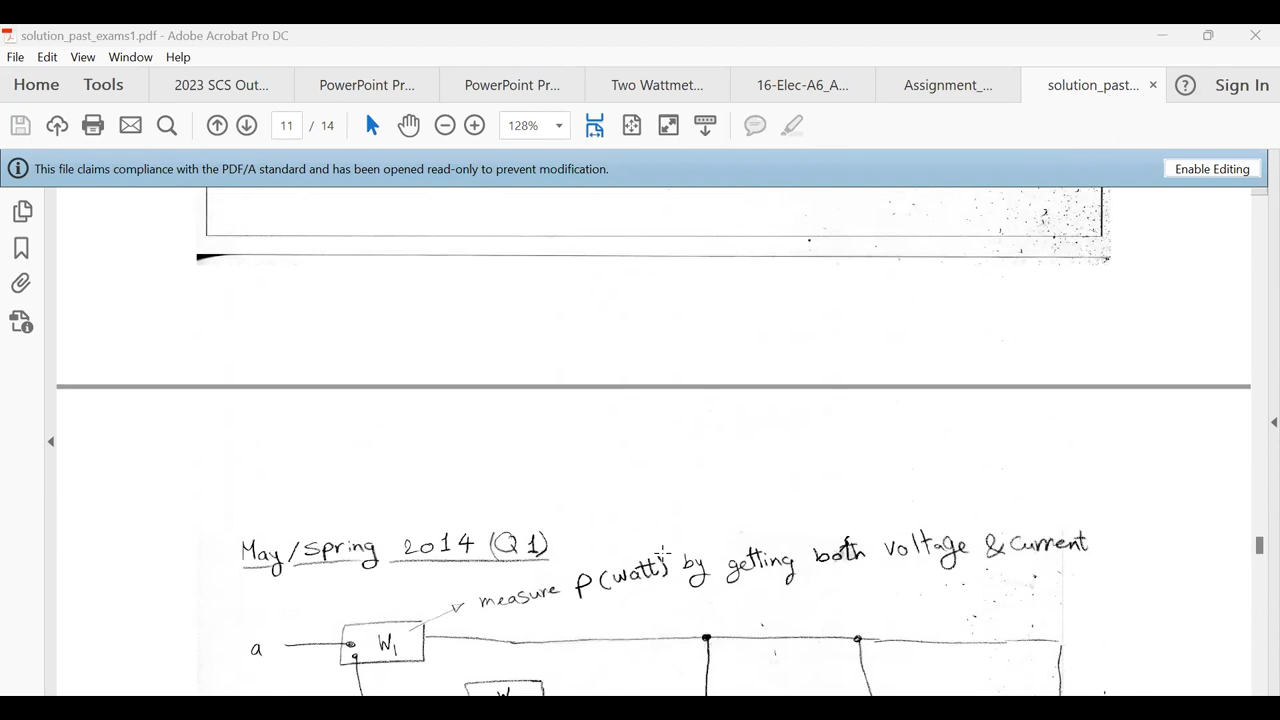 solution_past_exams1.pdf - Adobe Acrobat Pro DC
File Edit View Window Help
Home Tools 2023 SCS Out... PowerPoint Pr... PowerPoint Pr... Two Wattmet... 16-Elec-A6_A... Assignment_... solution_past... × Sign In
11 / 14 128%
This file claims compliance with the PDF/A standard and has been opened read-only to prevent modification. Enable Editing
May/Spring 2014 (Q1)
measure P(watt) by getting both voltage & current
a W1
W